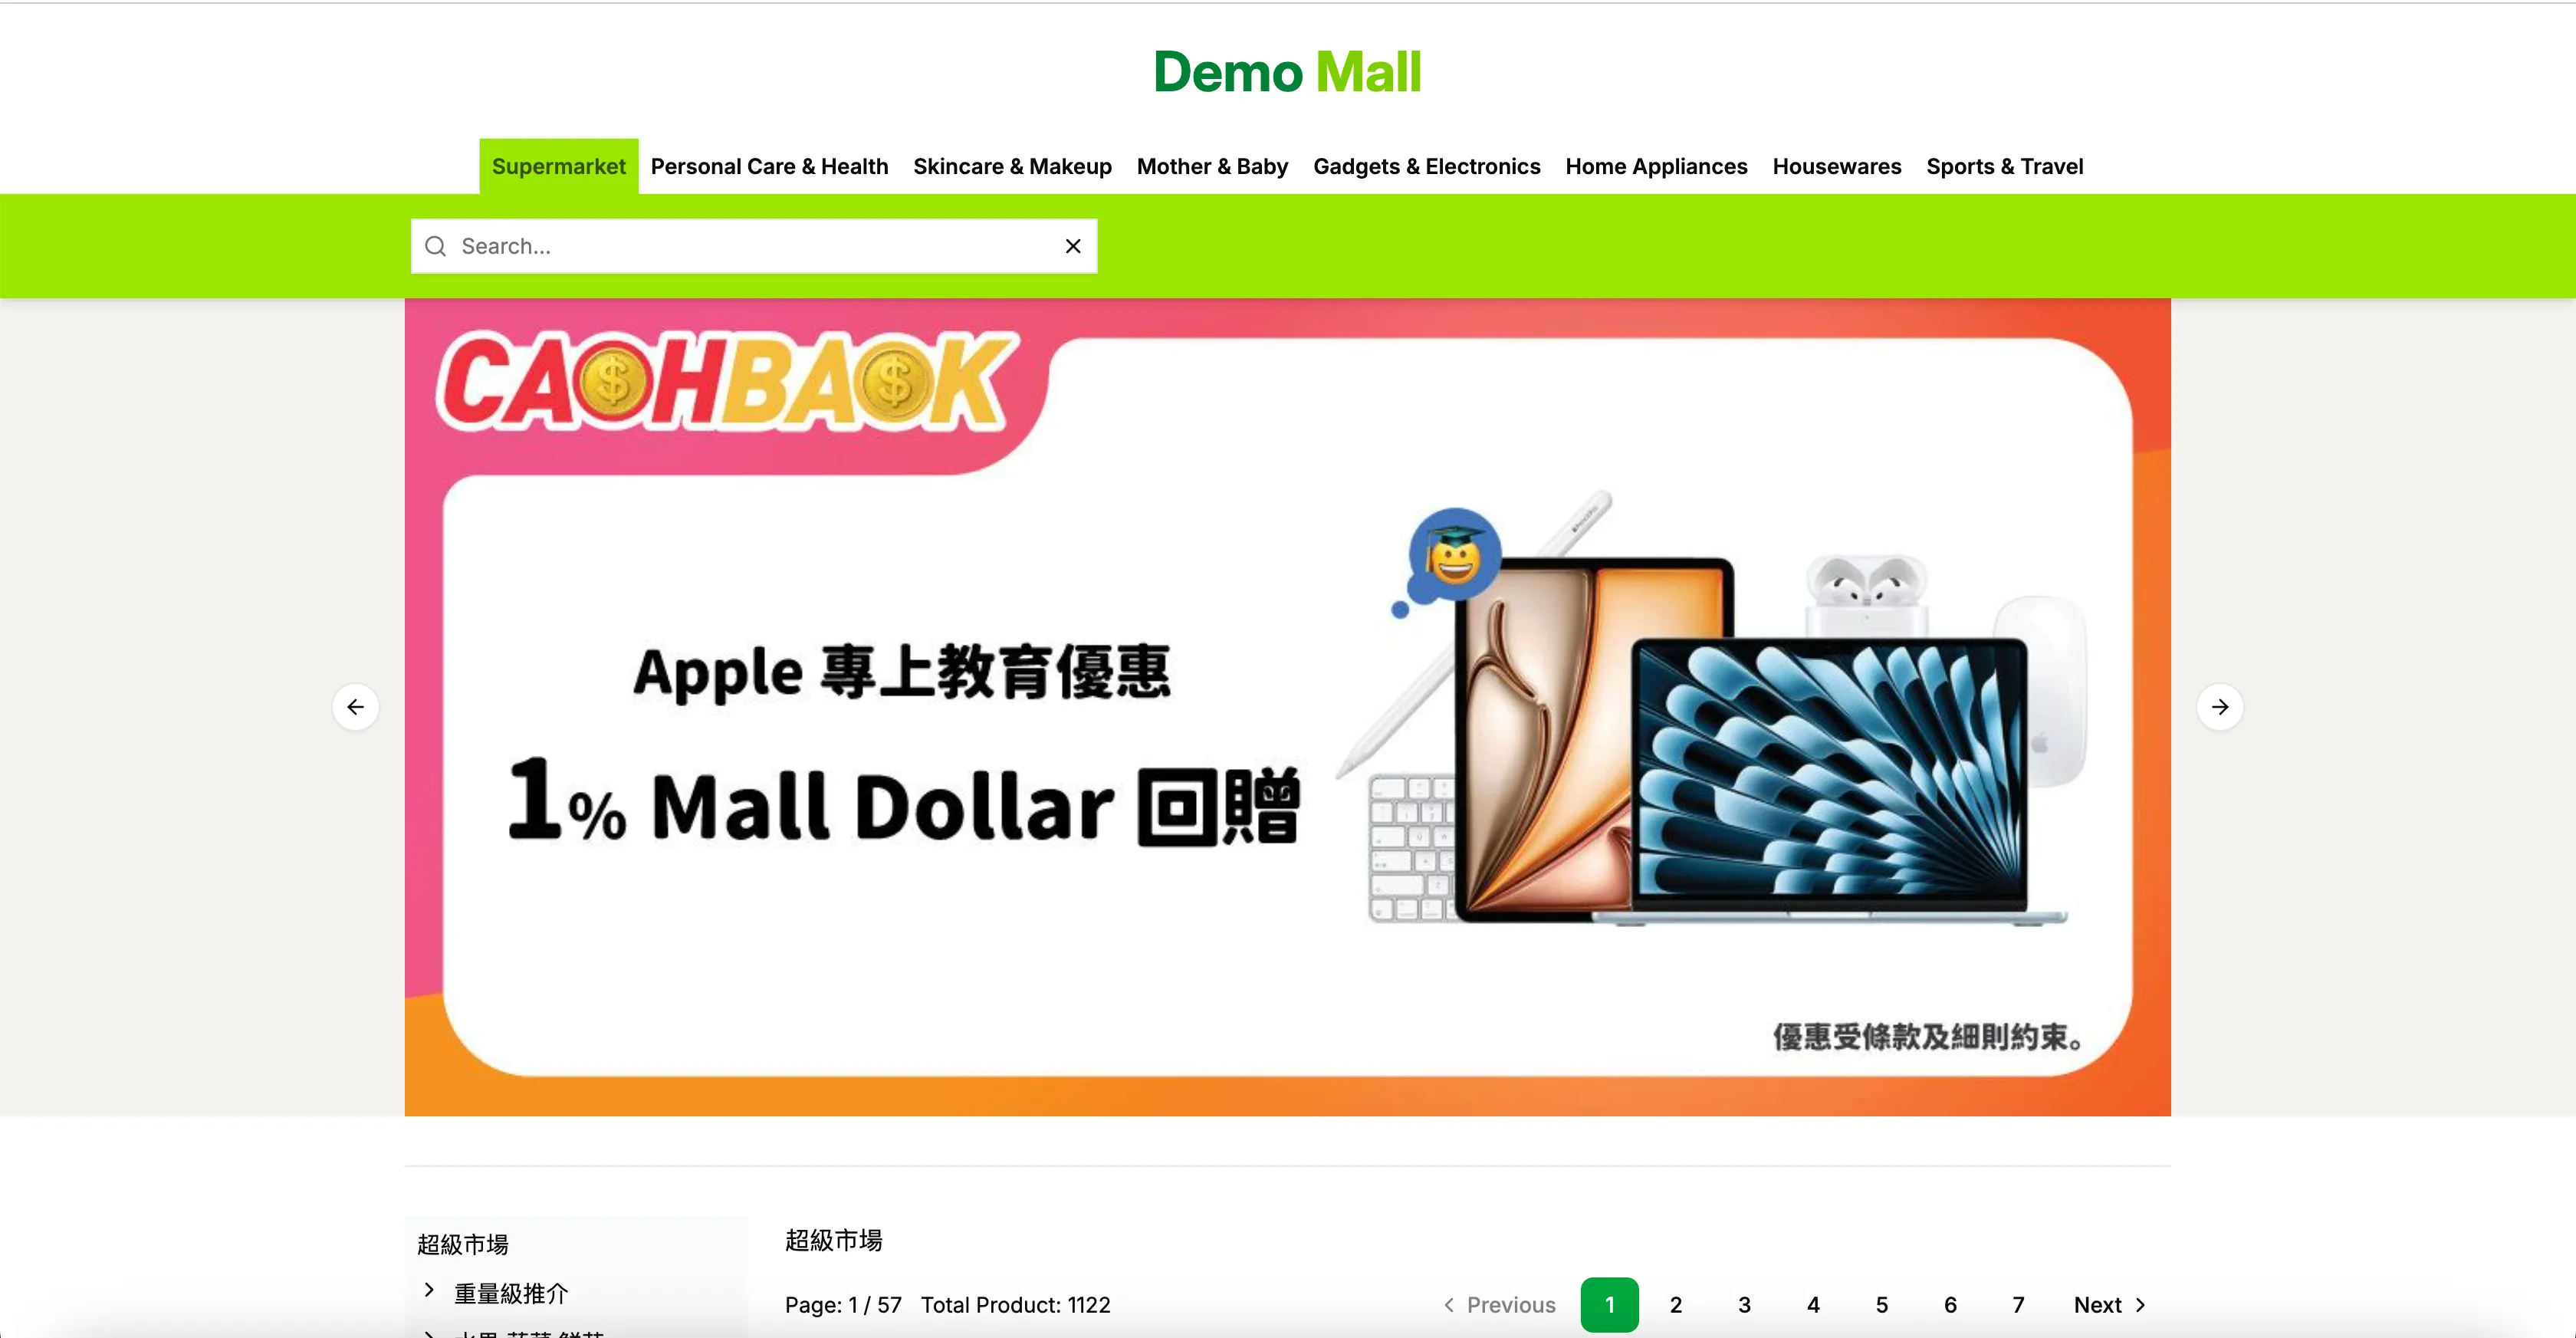 Demo Mall
Supermarket Personal Care & Health Skincare & Makeup Mother & Baby Gadgets & Electronics Home Appliances Housewares Sports & Travel
Search...
CA$HBA$K
Apple 專上教育優惠
1% Mall Dollar 回贈
優惠受條款及細則約束。
超級市場
重量級推介
超級市場
Page: 1 / 57 Total Product: 1122
Previous 1 2 3 4 5 6 7 Next